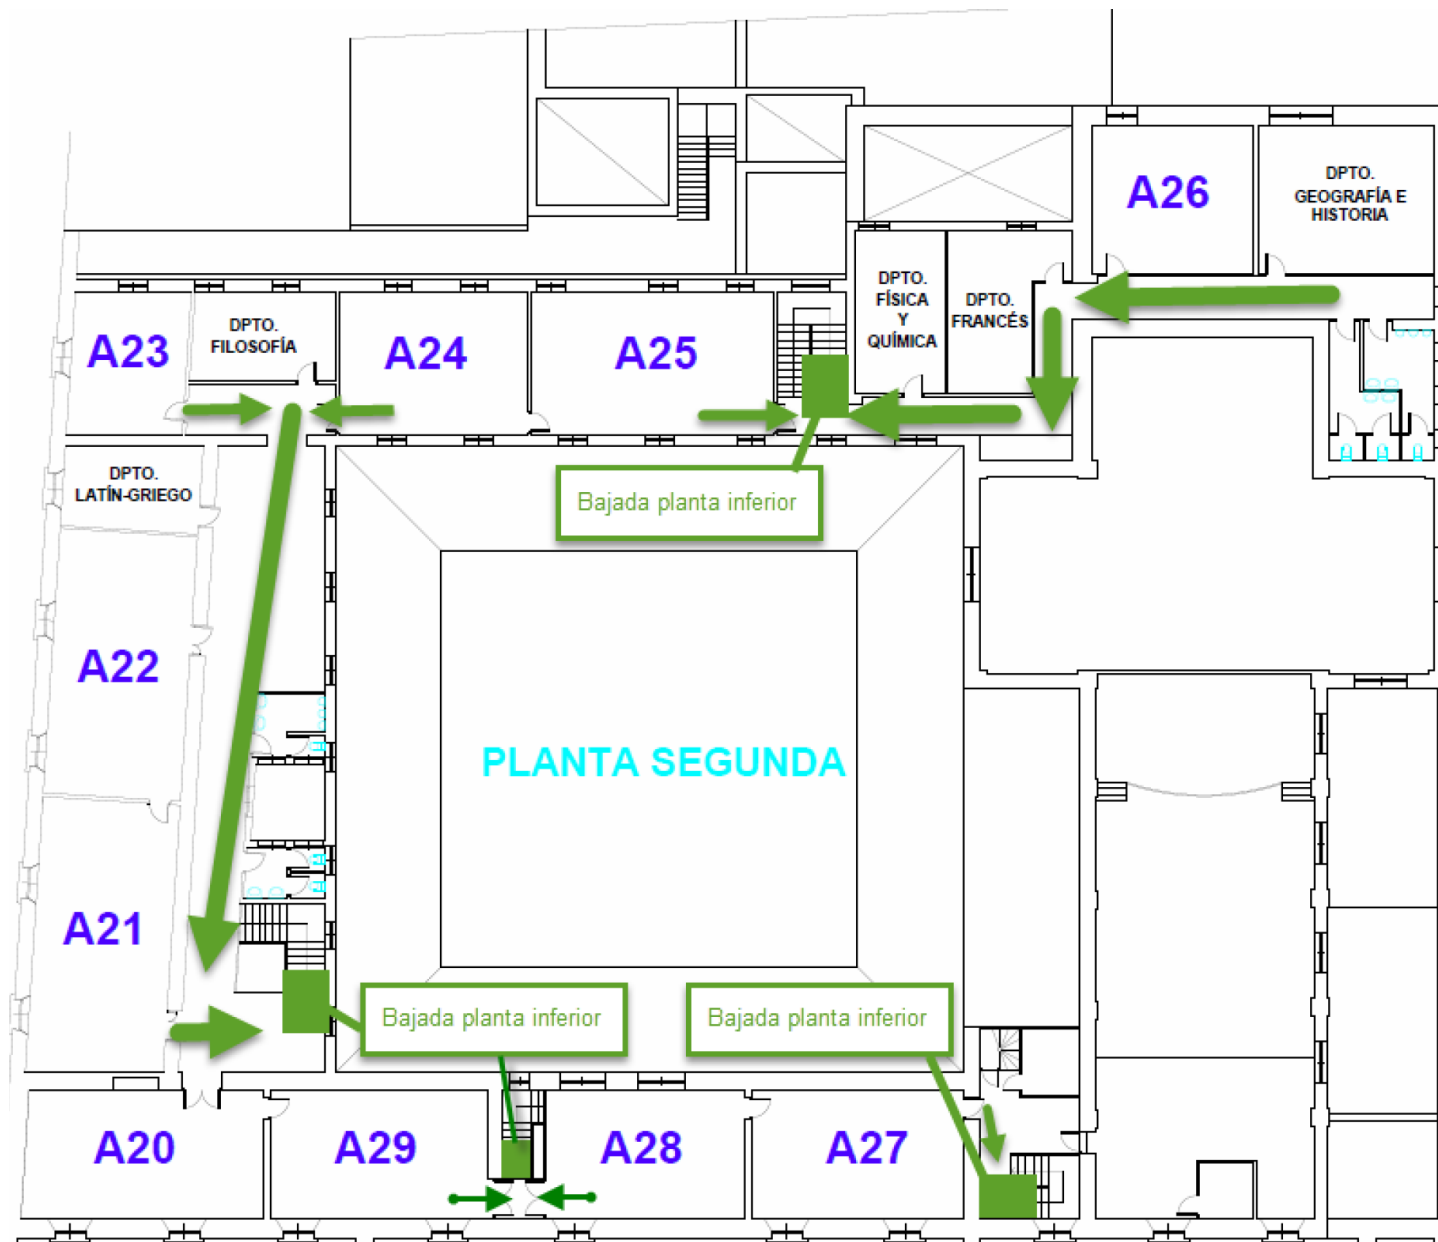 A26
DPTO.
GEOGRAFÍA E
HISTORIA
A23
DPTO.
FILOSOFÍA
A24
A25
DPTO.
FÍSICA
Y
QUÍMICA
DPTO.
FRANCÉS
DPTO.
LATÍN-GRIEGO
Bajada planta inferior
A22
PLANTA SEGUNDA
A21
Bajada planta inferior
Bajada planta inferior
A20
A29
A28
A27